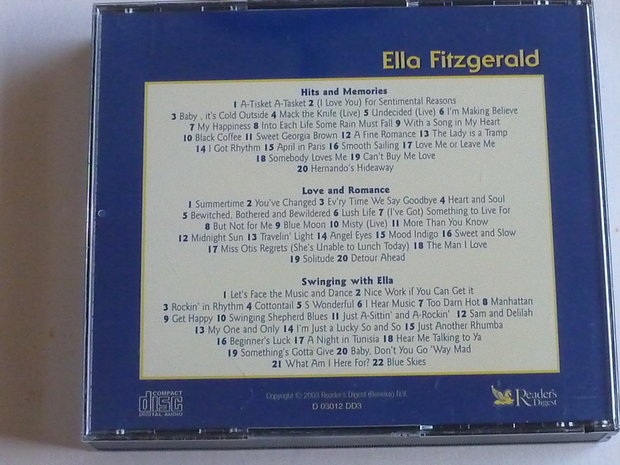 Ella Fitzgerald
Hits and Memories
1 A-Tisket A-Tasket 2 (I Love You) For Sentimental Reasons
3 Baby , it's Cold Outside 4 Mack the Knife (Live) 5 Undecided (Live) 6 I'm Making Believe
7 My Happiness 8 Into Each Life Some Rain Must Fall 9 With a Song in My Heart
10 Black Coffee 11 Sweet Georgia Brown 12 A Fine Romance 13 The Lady is a Tramp
14 I Got Rhythm 15 April in Paris 16 Smooth Sailing 17 Love Me or Leave Me
18 Somebody Loves Me 19 Can't Buy Me Love
20 Hernando's Hideaway
Love and Romance
1 Summertime 2 You've Changed 3 Ev'ry Time We Say Goodbye 4 Heart and Soul
5 Bewitched, Bothered and Bewildered 6 Lush Life 7 (I've Got) Something to Live For
8 But Not for Me 9 Blue Moon 10 Misty (Live) 11 More Than You Know
12 Midnight Sun 13 Travelin' Light 14 Angel Eyes 15 Mood Indigo 16 Sweet and Slow
17 Miss Otis Regrets (She's Unable to Lunch Today) 18 The Man I Love
19 Solitude 20 Detour Ahead
Swinging with Ella
1 Let's Face the Music and Dance 2 Nice Work if You Can Get it
3 Rockin' in Rhythm 4 Cottontail 5 S Wonderful 6 I Hear Music 7 Too Darn Hot 8 Manhattan
9 Get Happy 10 Swinging Shepherd Blues 11 Just A-Sittin' and A-Rockin' 12 Sam and Delilah
13 My One and Only 14 I'm Just a Lucky So and So 15 Just Another Rhumba
16 Beginner's Luck 17 A Night in Tunisia 18 Hear Me Talking to Ya
19 Something's Gotta Give 20 Baby, Don't You Go 'Way Mad
21 What Am I Here For? 22 Blue Skies
COMPACT
disc
DIGITAL AUDIO
Copyright © 2003 Reader's Digest (Benelux) N.V.
D 03012 DD3
Reader's
Digest